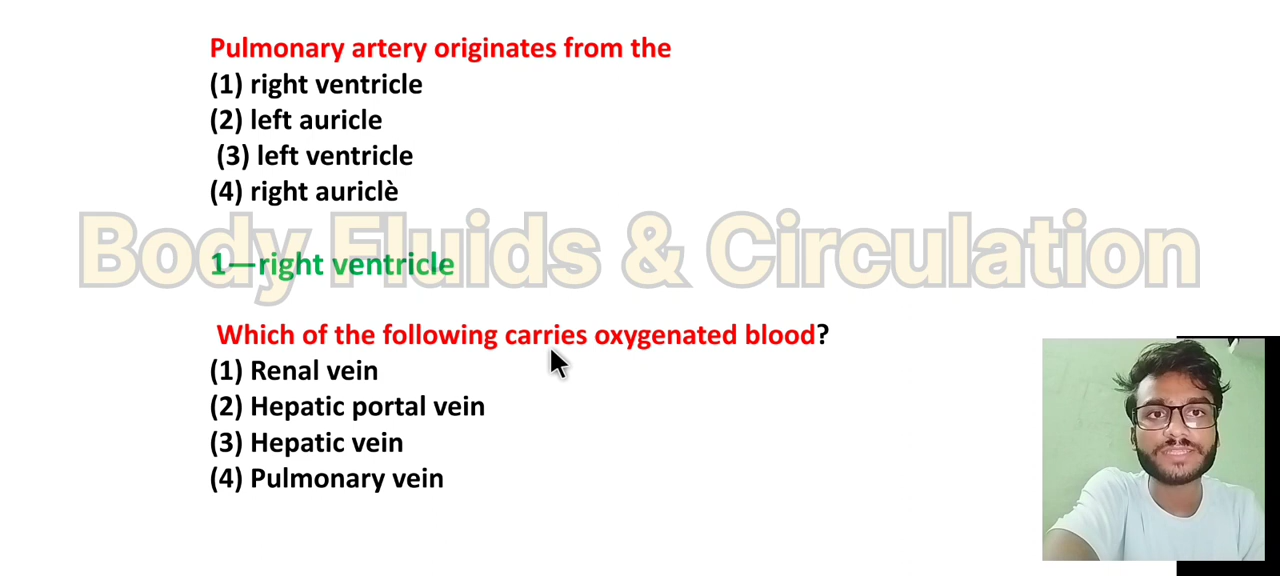 Pulmonary artery originates from the
(1) right ventricle
(2) left auricle
(3) left ventricle
(4) right auriclè
Body Fluids & Circulation
1—right ventricle
Which of the following carries oxygenated blood?
(1) Renal vein
(2) Hepatic portal vein
(3) Hepatic vein
(4) Pulmonary vein